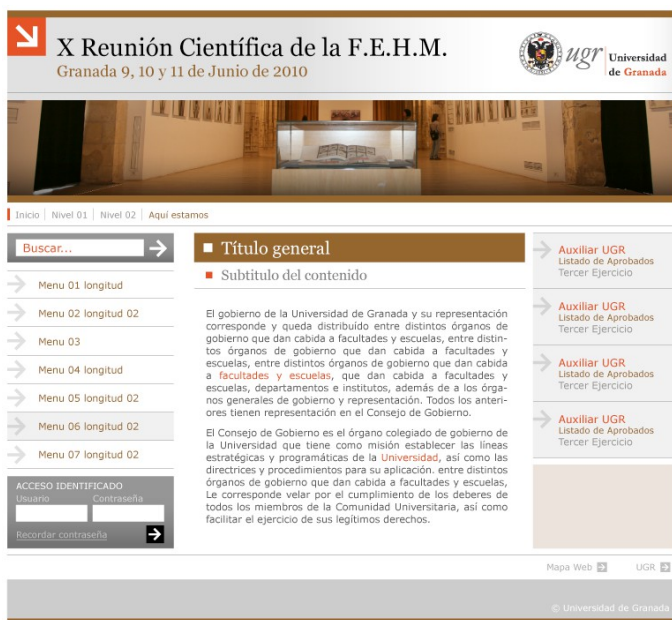 X Reunión Científica de la F.E.H.M.
Granada 9, 10 y 11 de Junio de 2010
ugr Universidad
de Granada
Inicio Nivel 01 Nivel 02 Aquí estamos
Buscar...
Menu 01 longitud
Menu 02 longitud 02
Menu 03
Menu 04 longitud
Menu 05 longitud 02
Menu 06 longitud 02
Menu 07 longitud 02
ACCESO IDENTIFICADO
Usuario Contraseña
Recordar contraseña
Título general
Subtitulo del contenido
El gobierno de la Universidad de Granada y su representación
corresponde y queda distribuído entre distintos órganos de
gobierno que dan cabida a facultades y escuelas, entre distin-
tos órganos de gobierno que dan cabida a facultades y
escuelas, entre distintos órganos de gobierno que dan cabida
a facultades y escuelas, que dan cabida a facultades y
escuelas, departamentos e institutos, además de a los órga-
nos generales de gobierno y representación. Todos los anteri-
ores tienen representación en el Consejo de Gobierno.
El Consejo de Gobierno es el órgano colegiado de gobierno de
la Universidad que tiene como misión establecer las líneas
estratégicas y programáticas de la Universidad, así como las
directrices y procedimientos para su aplicación. entre distintos
órganos de gobierno que dan cabida a facultades y escuelas,
Le corresponde velar por el cumplimiento de los deberes de
todos los miembros de la Comunidad Universitaria, así como
facilitar el ejercicio de sus legítimos derechos.
Auxiliar UGR
Listado de Aprobados
Tercer Ejercicio
Auxiliar UGR
Listado de Aprobados
Tercer Ejercicio
Auxiliar UGR
Listado de Aprobados
Tercer Ejercicio
Auxiliar UGR
Listado de Aprobados
Tercer Ejercicio
Mapa Web UGR
© Universidad de Granada